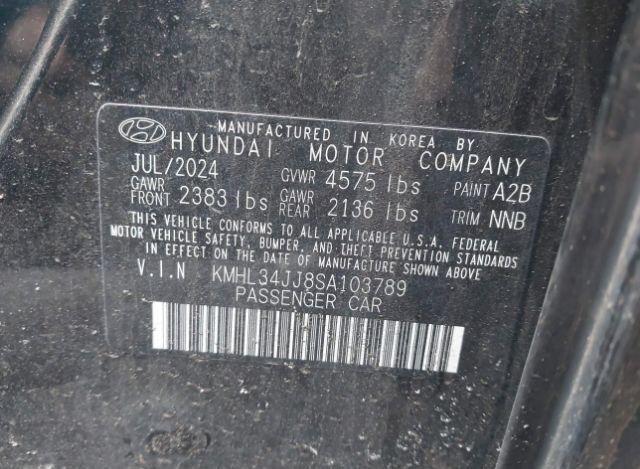 MANUFACTURED IN KOREA BY
HYUNDAI MOTOR COMPANY
JUL/2024 GVWR 4575 lbs PAINT A2B
GAWR FRONT 2383 lbs GAWR REAR 2136 lbs TRIM NNB
THIS VEHICLE CONFORMS TO ALL APPLICABLE U.S.A. FEDERAL
MOTOR VEHICLE SAFETY, BUMPER, AND THEFT PREVENTION STANDARDS
IN EFFECT ON THE DATE OF MANUFACTURE SHOWN ABOVE
V.I.N KMHL34JJ8SA103789
PASSENGER CAR